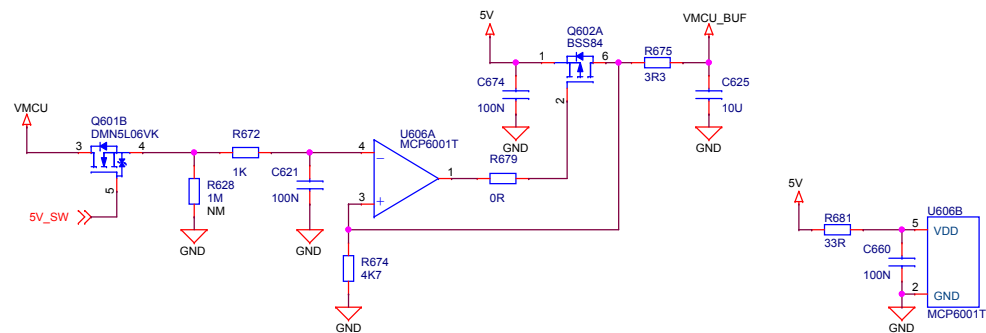 5V
Q602A
BSS84
VMCU_BUF
1
6
R675
3R3
C674
100N
2
C625
10U
GND
GND
VMCU
Q601B
DMN5L06VK
3
4
5
5V_SW
R672
1K
R628
1M
NM
GND
C621
100N
GND
U606A
MCP6001T
4
3
1
R679
0R
R674
4K7
GND
5V
R681
33R
C660
100N
GND
U606B
5
VDD
2
GND
MCP6001T